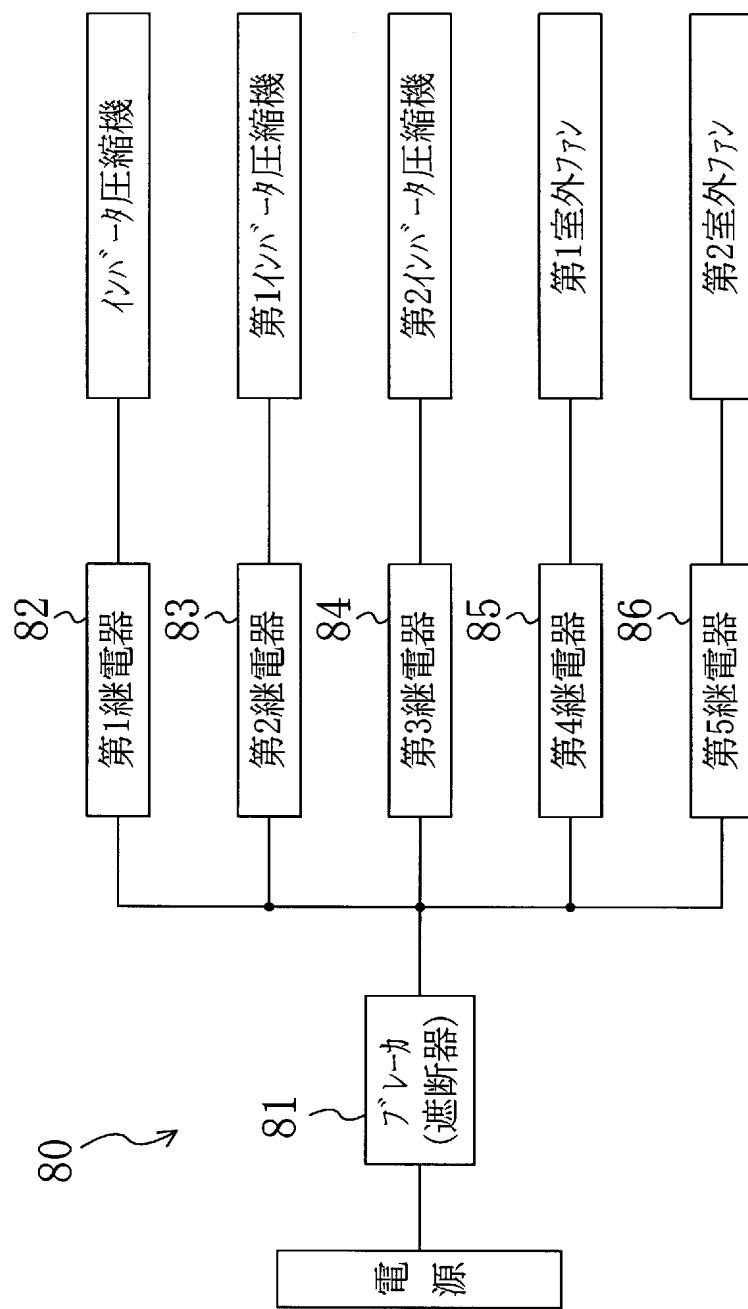 80
電源
81
ブレーカ
(遮断器)
82
第1継電器
インバータ圧縮機
83
第2継電器
第1インバータ圧縮機
84
第3継電器
第2インバータ圧縮機
85
第4継電器
第1室外ファン
86
第5継電器
第2室外ファン